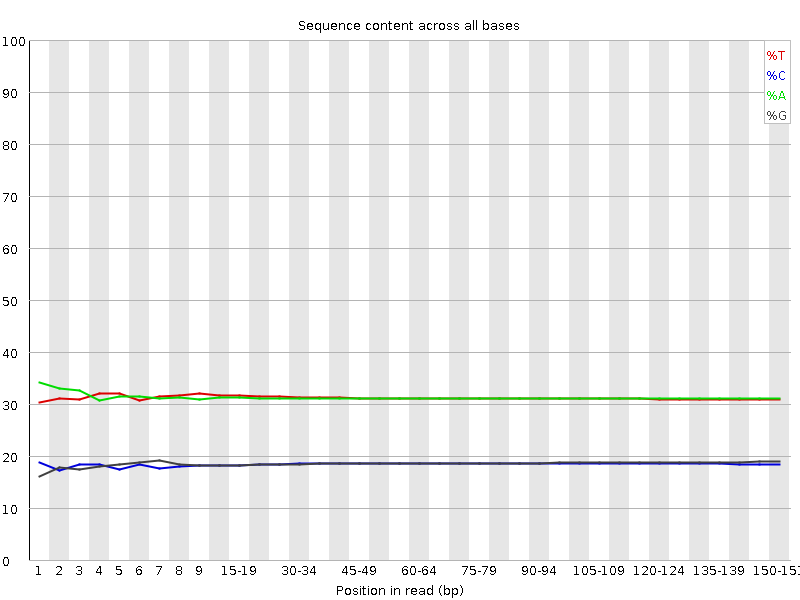 Sequence content across all bases
100
90
80
70
60
50
40
30
20
10
0
%T
%C
%A
%G
1 2 3 4 5 6 7 8 9 15-19 30-34 45-49 60-64 75-79 90-94 105-109 120-124 135-139 150-151
Position in read (bp)